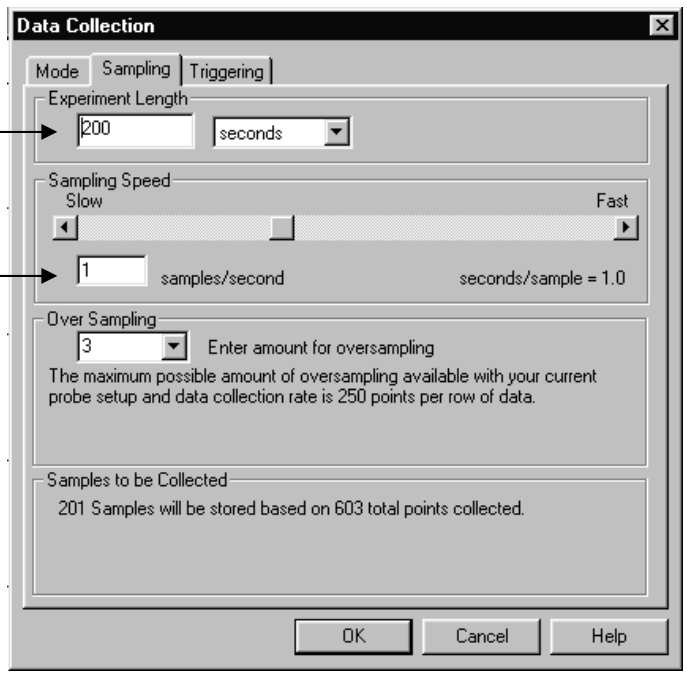 Data Collection
Mode Sampling Triggering
Experiment Length
200 seconds
Sampling Speed
Slow Fast
1 samples/second seconds/sample = 1.0
Over Sampling
3 Enter amount for oversampling
The maximum possible amount of oversampling available with your current
probe setup and data collection rate is 250 points per row of data.
Samples to be Collected
201 Samples will be stored based on 603 total points collected.
OK Cancel Help